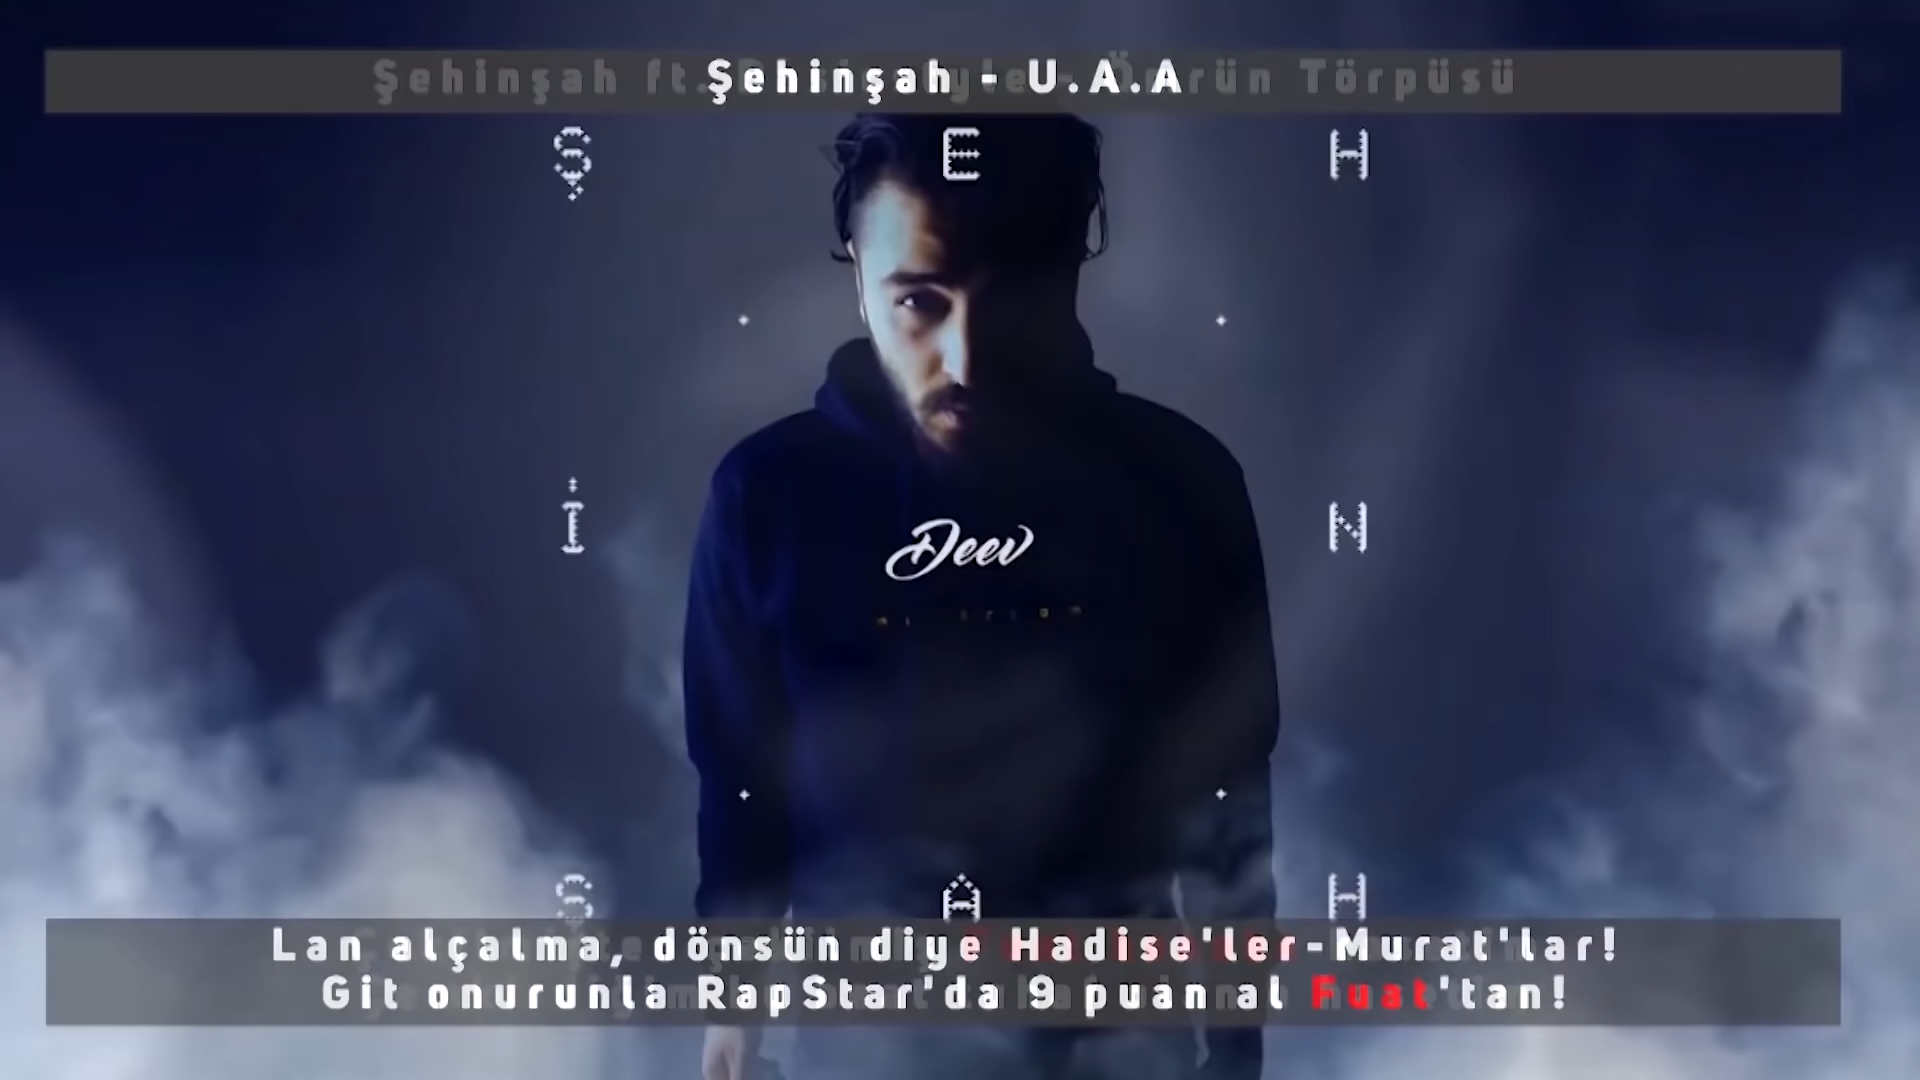 Şehinşah - U.A.A
Ş E H
Deev
İ N
Ş A H
Lan alçalma, dönsün diye Hadise'ler-Murat'lar!
Git onurunla RapStar'da 9 puan al Fuat'tan!